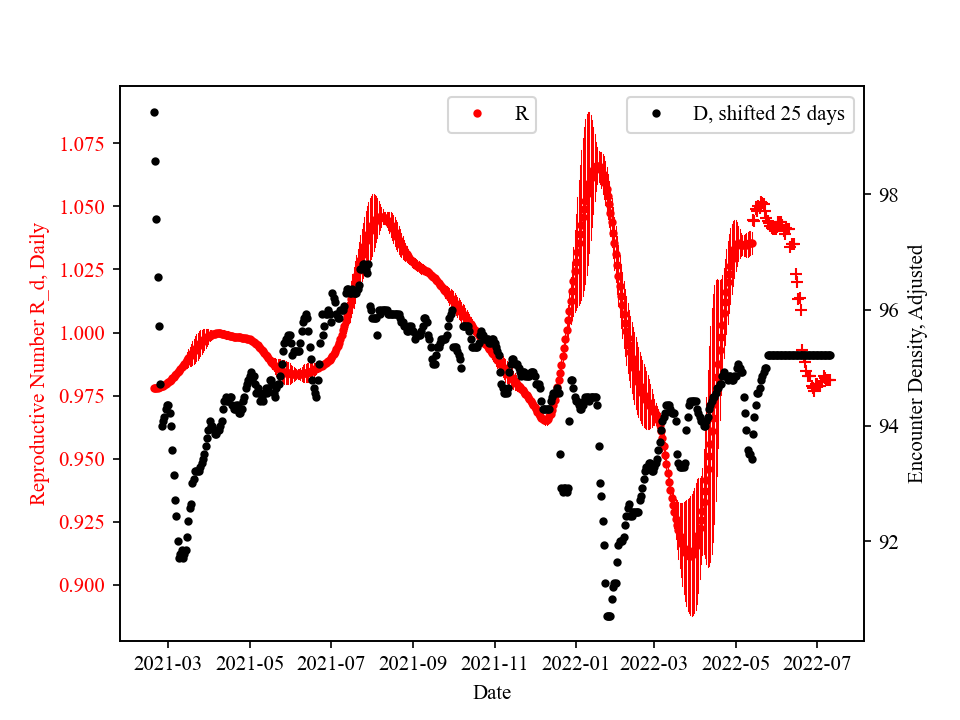 R
D, shifted 25 days
1.075
1.050
1.025
1.000
0.975
0.950
0.925
0.900
Reproductive Number R_d, Daily
98
96
94
92
Encounter Density, Adjusted
2021-03 2021-05 2021-07 2021-09 2021-11 2022-01 2022-03 2022-05 2022-07
Date